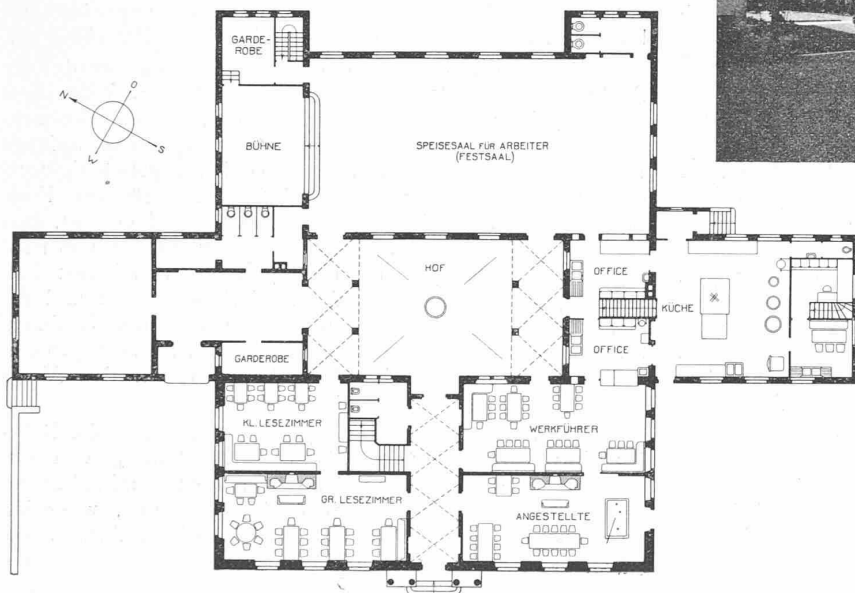 GARDE-
ROBE
N
O
W
S
BÜHNE
SPEISESAAL FÜR ARBEITER
(FESTSAAL)
HOF
OFFICE
KÜCHE
OFFICE
GARDEROBE
KL. LESEZIMMER
WERKFÜHRER
GR. LESEZIMMER
ANGESTELLTE